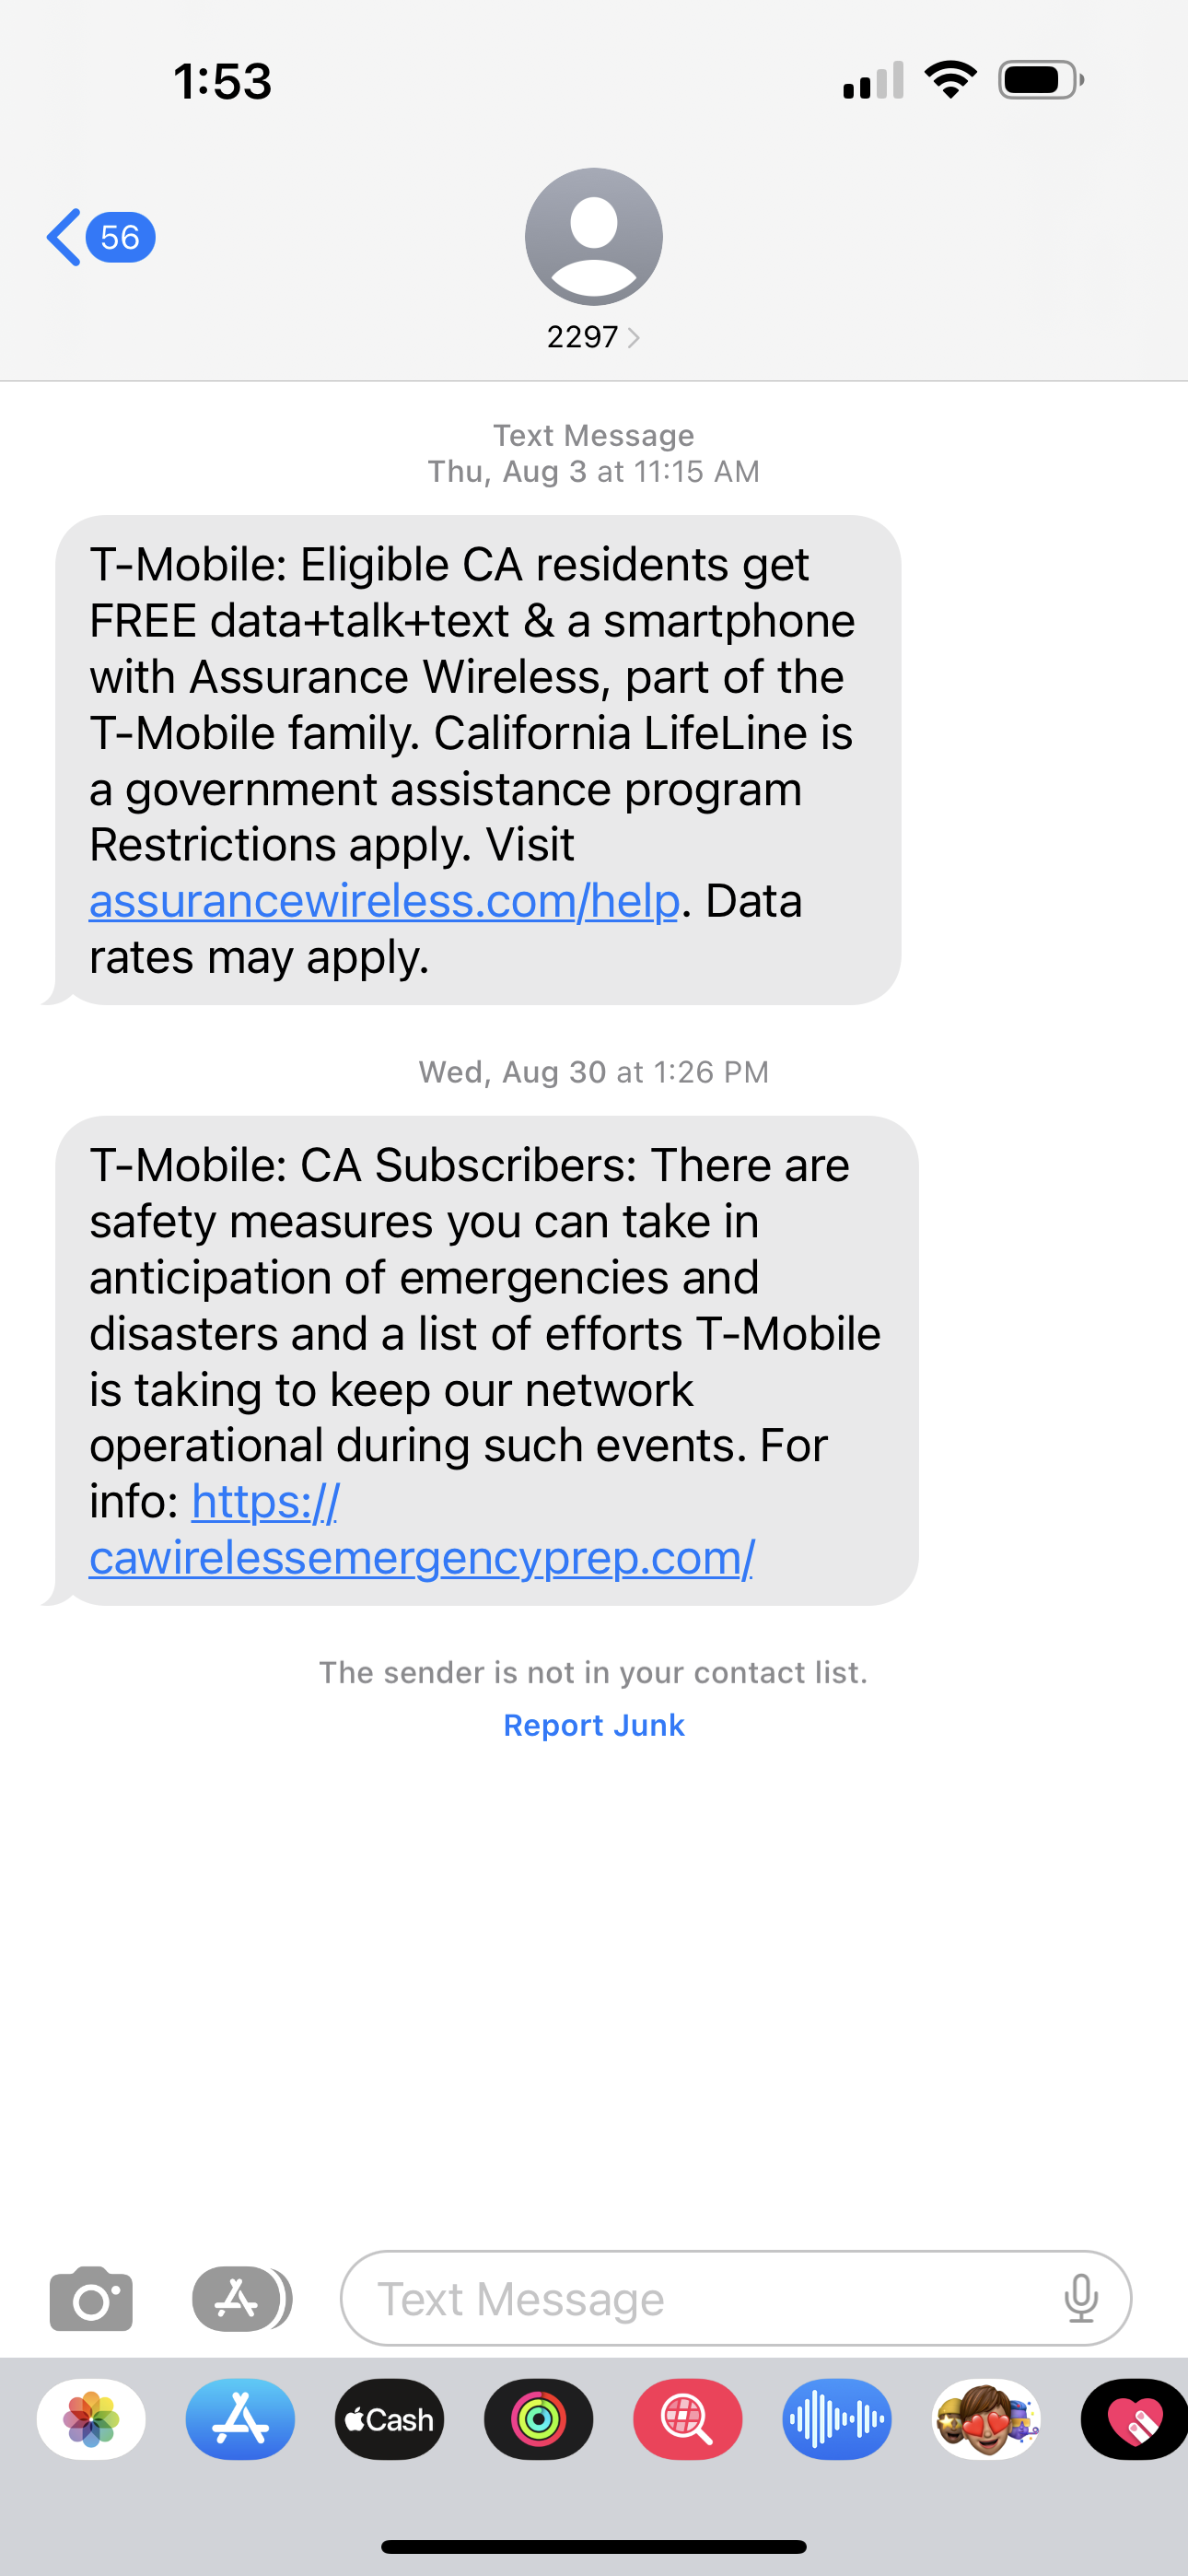 1:53
56
2297
Text Message
Thu, Aug 3 at 11:15 AM
T-Mobile: Eligible CA residents get
FREE data+talk+text & a smartphone
with Assurance Wireless, part of the
T-Mobile family. California LifeLine is
a government assistance program
Restrictions apply. Visit
assurancewireless.com/help. Data
rates may apply.
Wed, Aug 30 at 1:26 PM
T-Mobile: CA Subscribers: There are
safety measures you can take in
anticipation of emergencies and
disasters and a list of efforts T-Mobile
is taking to keep our network
operational during such events. For
info: https://
cawirelessemergencyprep.com/
The sender is not in your contact list.
Report Junk
Text Message
Cash